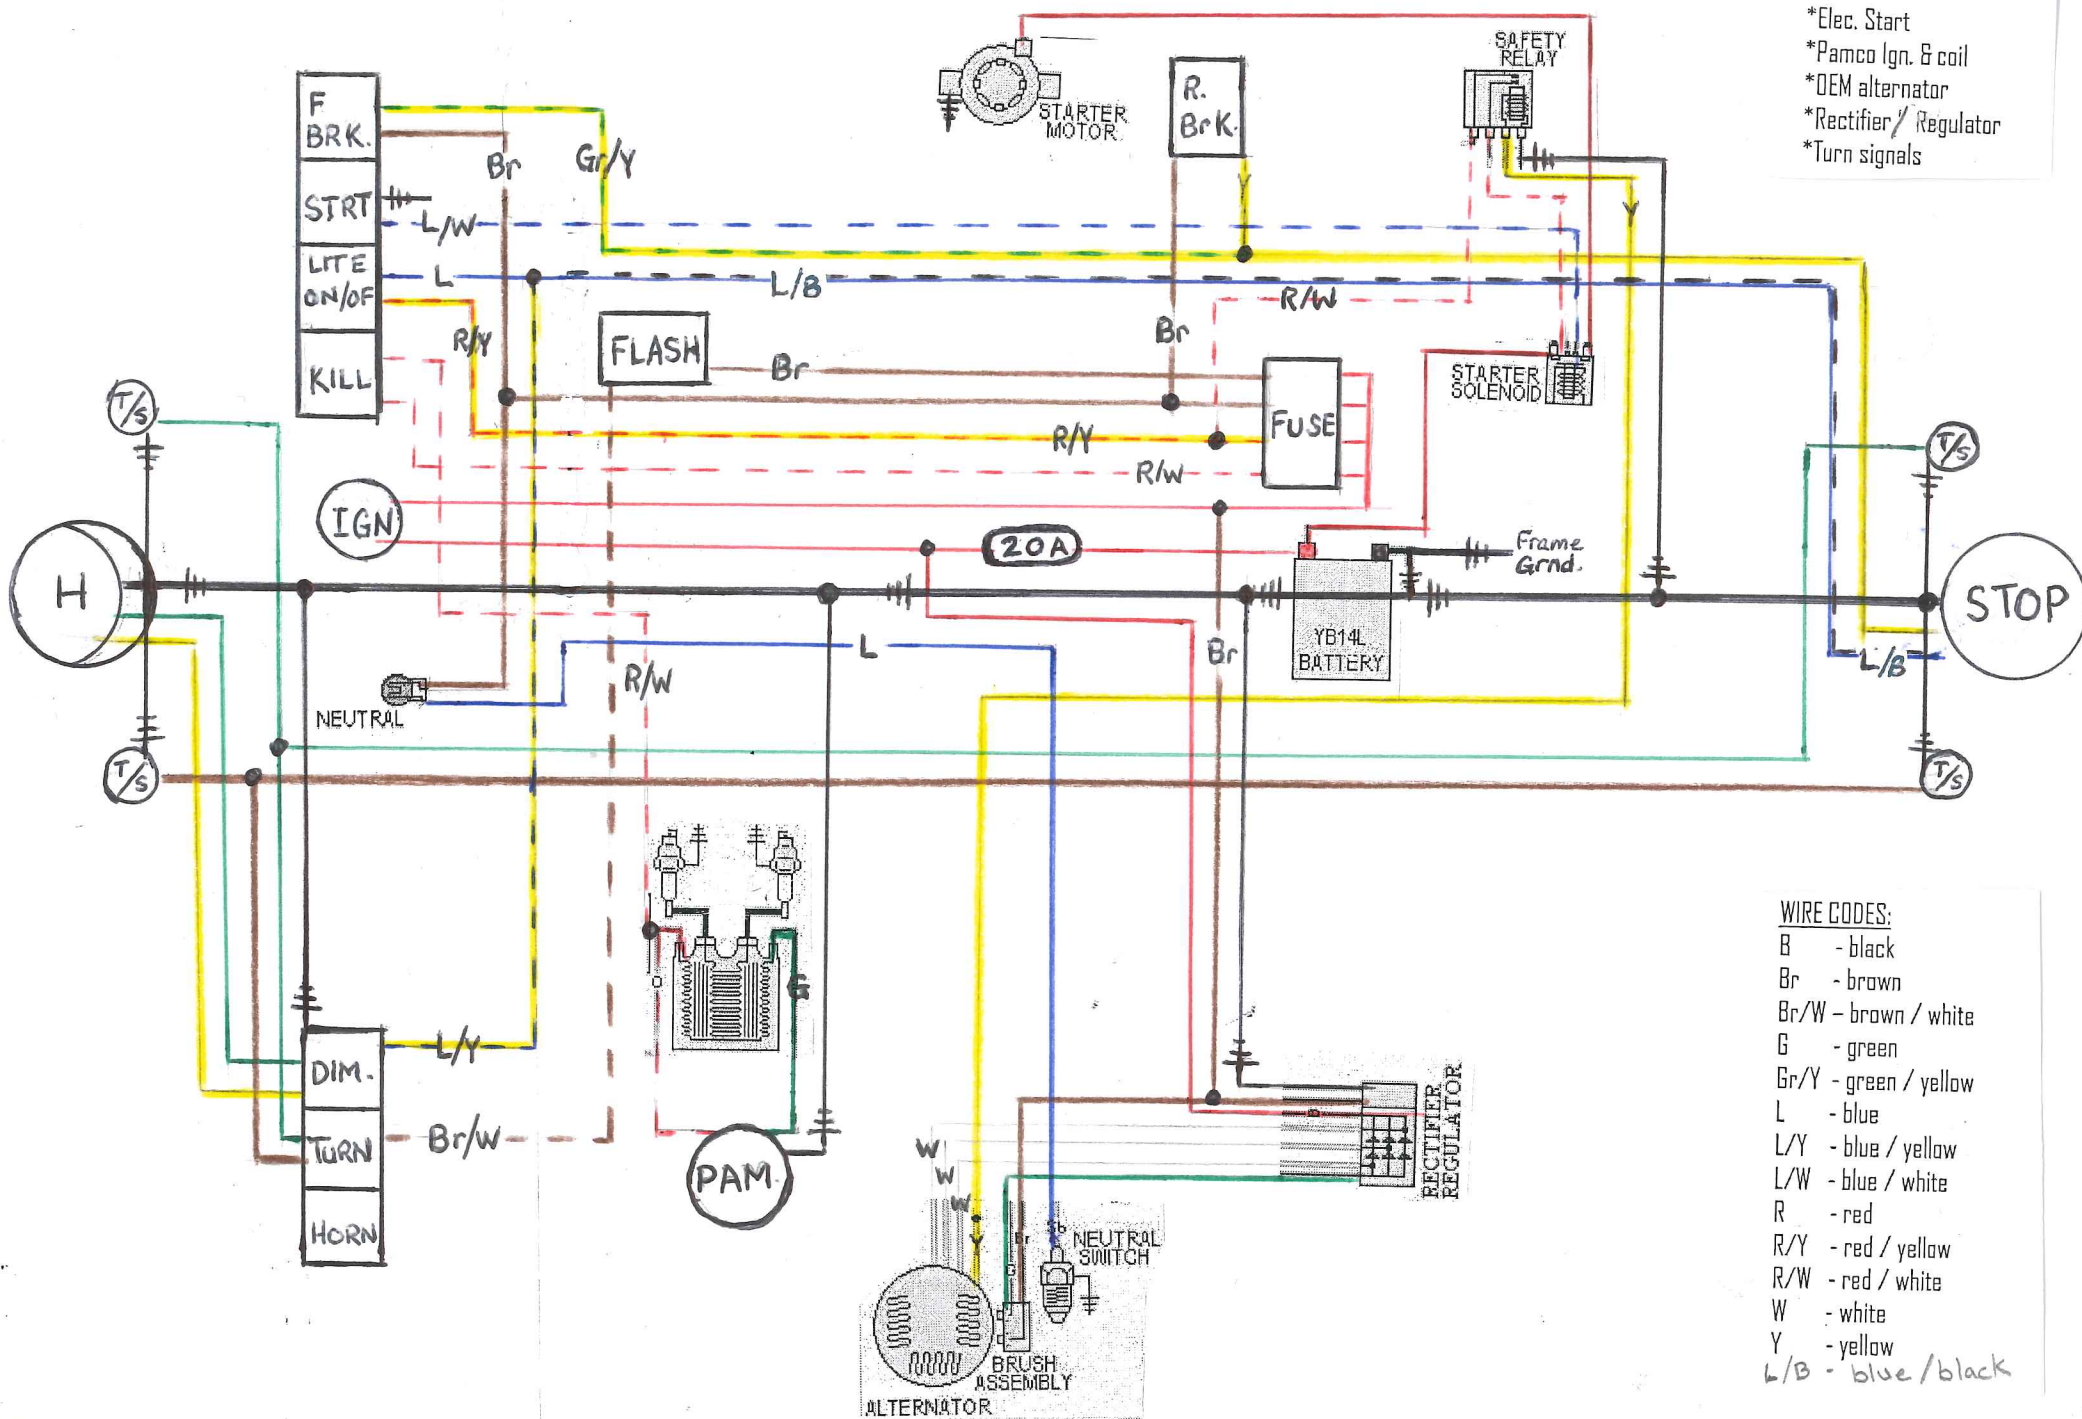 *Elec. Start
*Pamco Ign. & coil
*OEM alternator
*Rectifier / Regulator
*Turn signals
SAFETY
RELAY
STARTER
MOTOR
R.
BrK.
F
BRK.
STRT
LITE
ON/OF
KILL
Br
Gr/Y
Y
Y
L/W
L
L/B
R/W
R/Y
FLASH
Br
Br
STARTER
SOLENOID
FUSE
R/Y
R/W
T/S
T/S
IGN
20A
Frame
Grnd.
H
STOP
YB14L
BATTERY
L
Br
L/B
R/W
NEUTRAL
T/S
T/S
G
DIM.
TURN
HORN
L/Y
Br/W
PAM
W
W
W
Y
Br
G
Sb
NEUTRAL
SWITCH
R
RECTIFIER
REGULATOR
BRUSH
ASSEMBLY
ALTERNATOR
WIRE CODES:
B - black
Br - brown
Br/W - brown / white
G - green
Gr/Y - green / yellow
L - blue
L/Y - blue / yellow
L/W - blue / white
R - red
R/Y - red / yellow
R/W - red / white
W - white
Y - yellow
L/B - blue/black